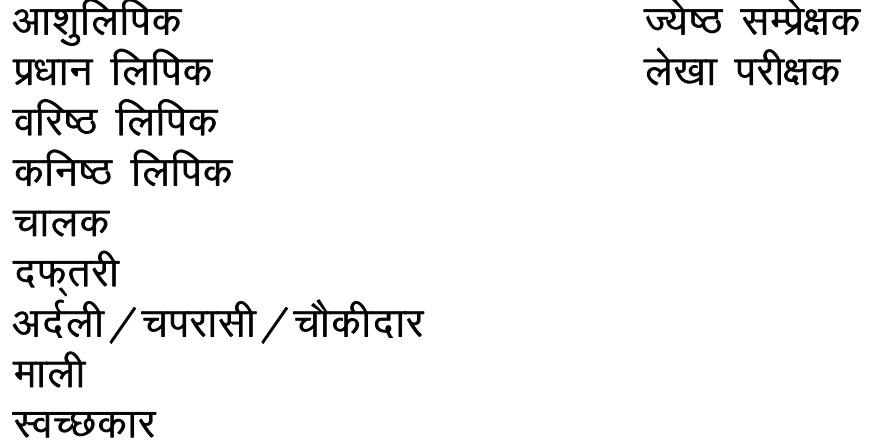 आशुलिपिक ज्येष्ठ सम्प्रेक्षक
प्रधान लिपिक लेखा परीक्षक
वरिष्ठ लिपिक
कनिष्ठ लिपिक
चालक
दफ्तरी
अर्दली/चपरासी/चौकीदार
माली
स्वच्छकार